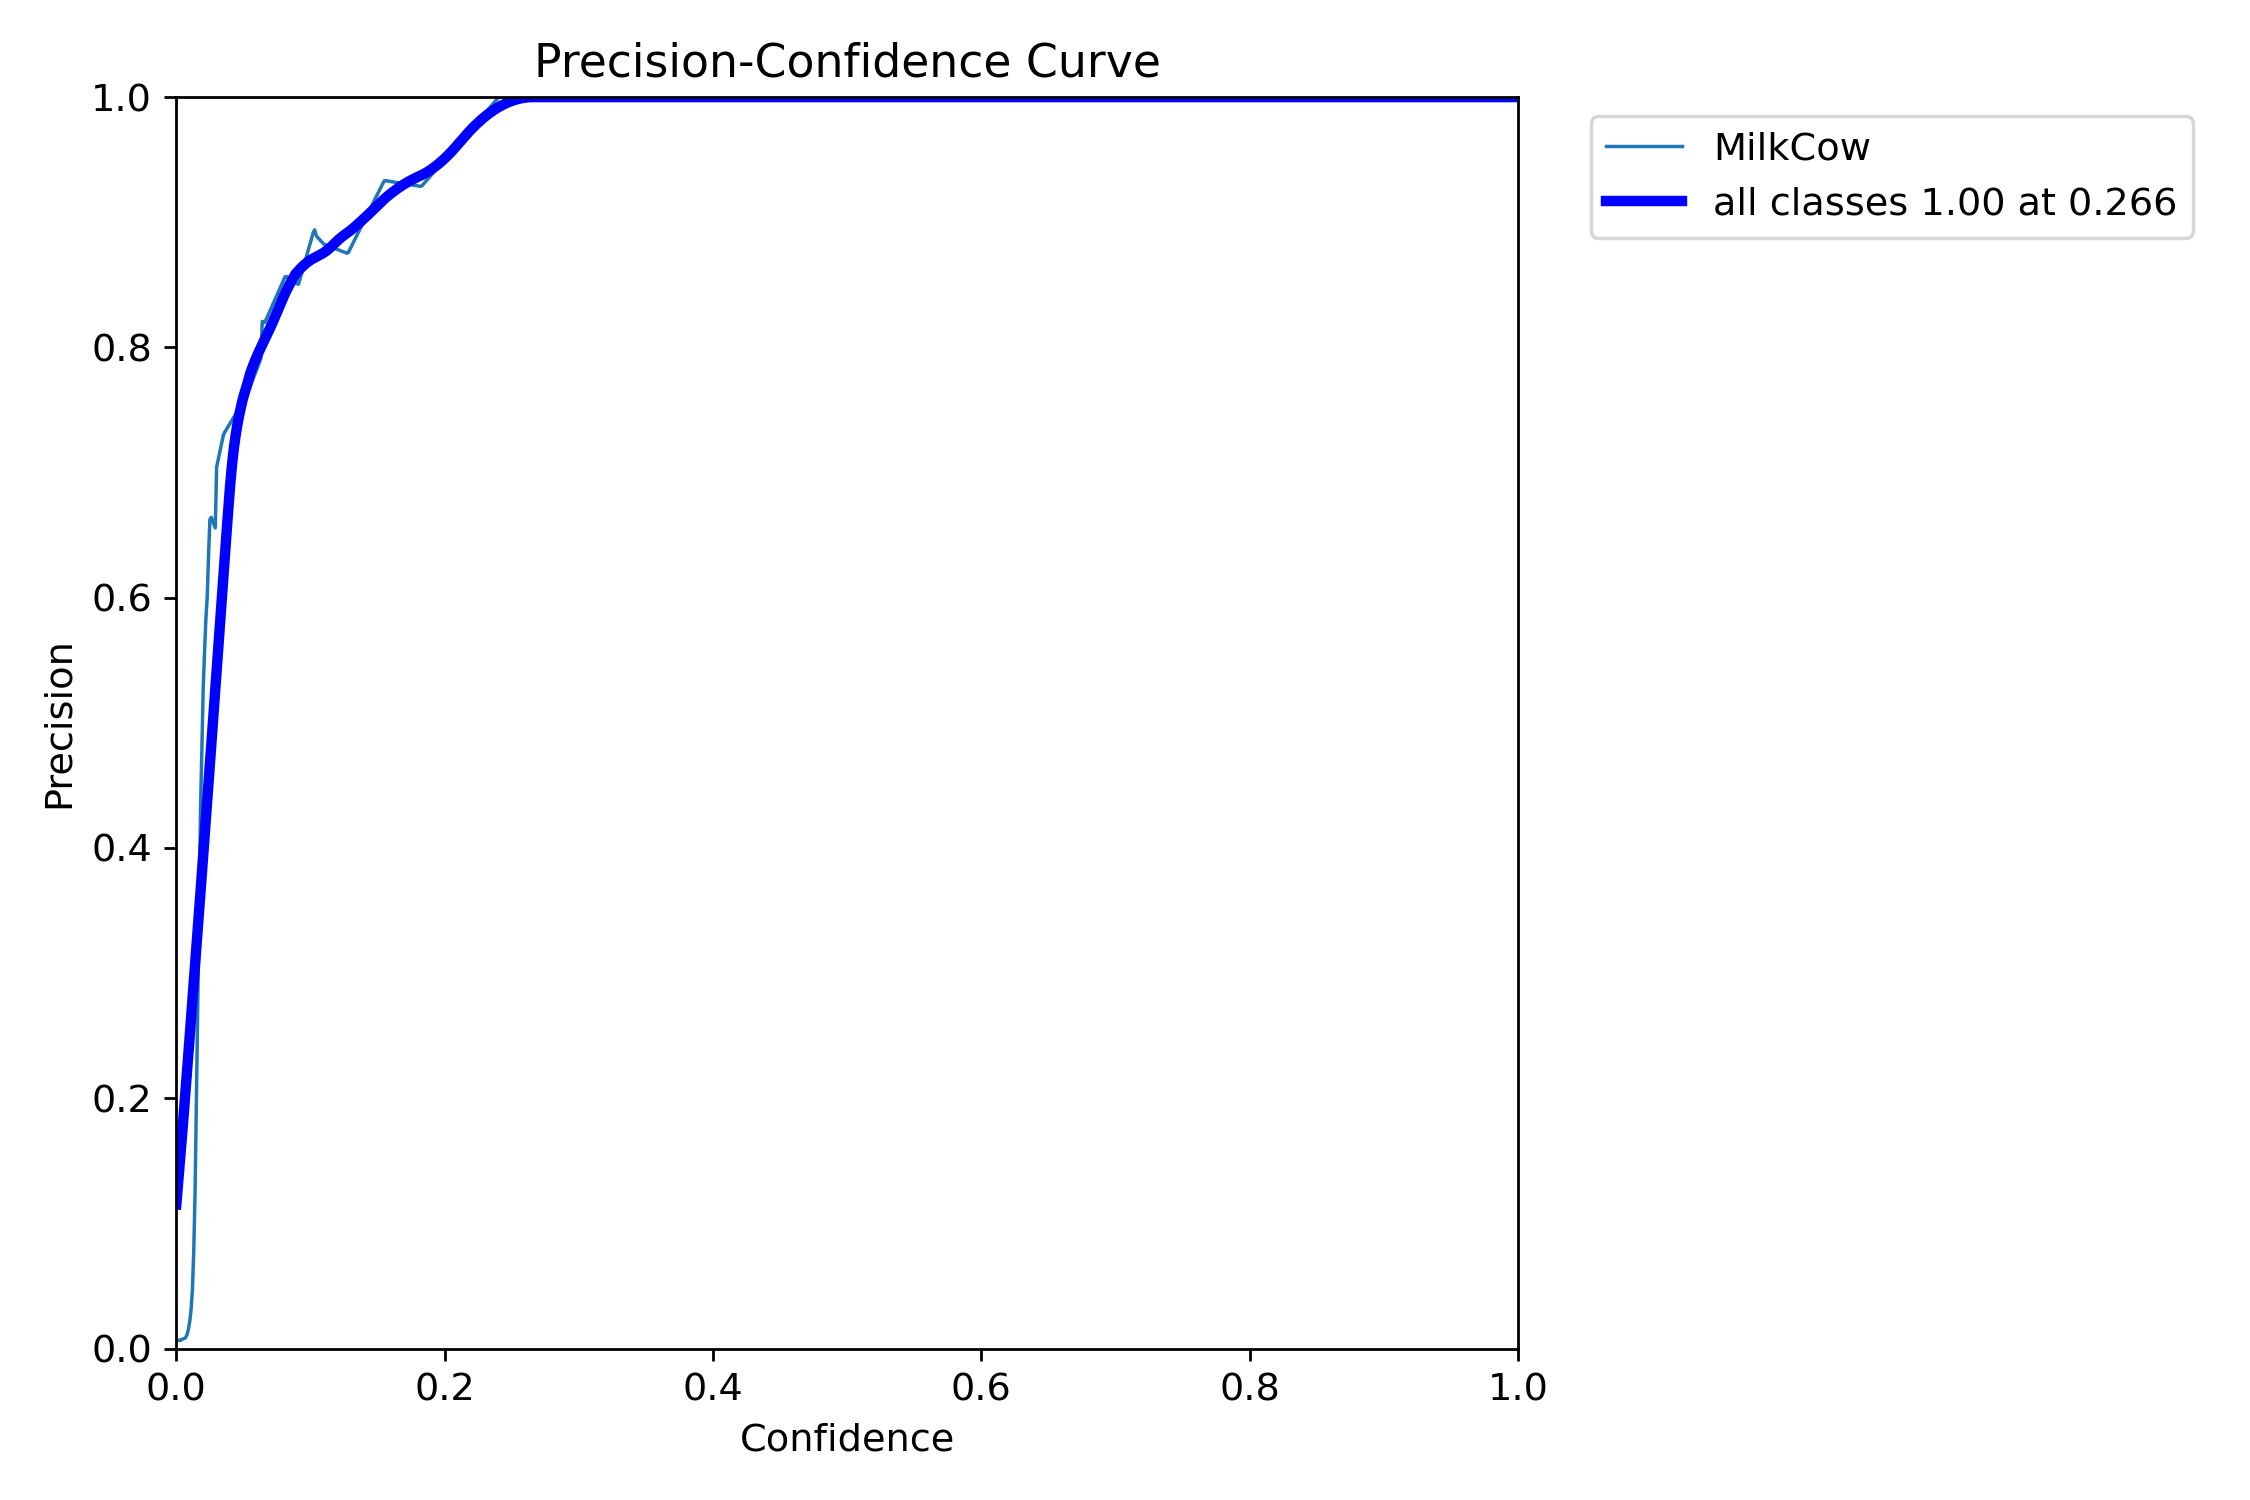 Precision-Confidence Curve
MilkCow
all classes 1.00 at 0.266
1.0
0.8
0.6
0.4
0.2
0.0
Precision
0.0 0.2 0.4 0.6 0.8 1.0
Confidence